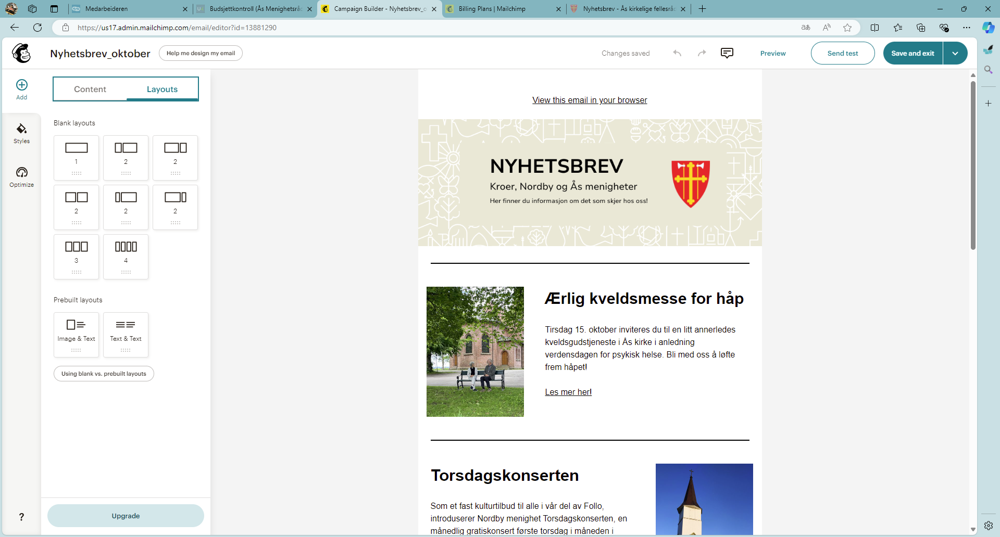 Medarbeideren
Budsjettkontroll (Ås Menighetsråd
Campaign Builder - Nyhetsbrev_o
Billing Plans | Mailchimp
Nyhetsbrev - Ås kirkelige fellesråd
https://us17.admin.mailchimp.com/email/editor?id=13881290
Nyhetsbrev_oktober
Help me design my email
Changes saved
Preview
Send test
Save and exit
Add
Styles
Optimize
Content
Layouts
Blank layouts
1
2
2
2
2
2
3
4
Prebuilt layouts
Image & Text
Text & Text
Using blank vs. prebuilt layouts
?
Upgrade
View this email in your browser
NYHETSBREV
Kroer, Nordby og Ås menigheter
Her finner du informasjon om det som skjer hos oss!
Ærlig kveldsmesse for håp
Tirsdag 15. oktober inviteres du til en litt annerledes
kveldsgudstjeneste i Ås kirke i anledning
verdensdagen for psykisk helse. Bli med oss å løfte
frem håpet!
Les mer her!
Torsdagskonserten
Som et fast kulturtilbud til alle i vår del av Follo,
introduserer Nordby menighet Torsdagskonserten, en
månedlig gratiskonsert første torsdag i måneden i